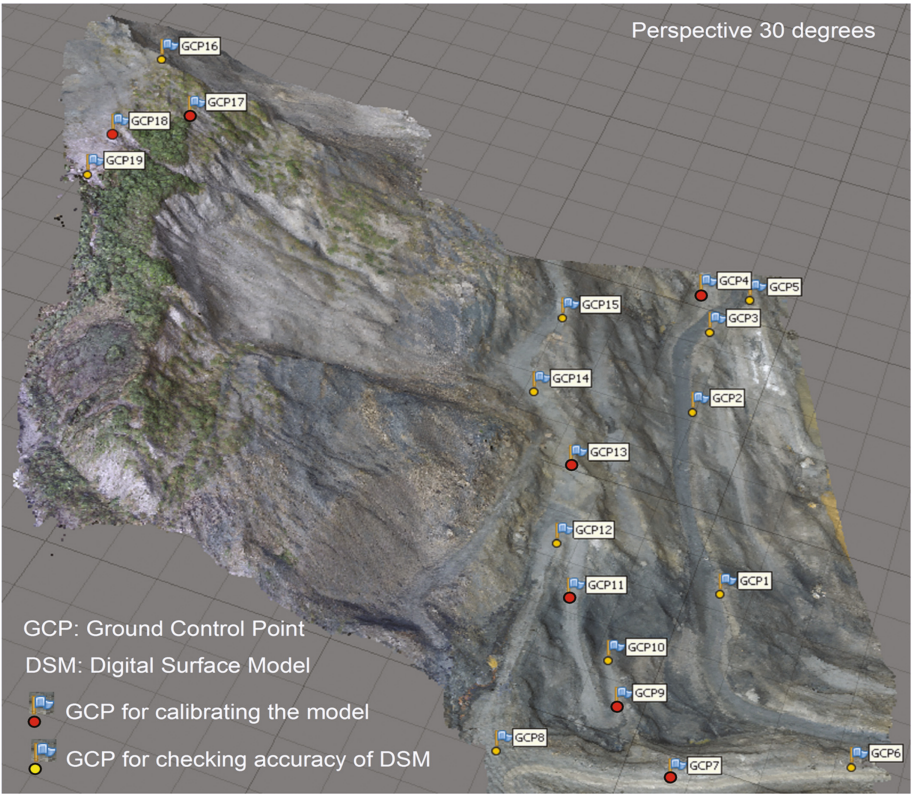 Perspective 30 degrees
GCP16
GCP17
GCP18
GCP19
GCP4
GCP5
GCP15
GCP3
GCP14
GCP2
GCP13
GCP12
GCP11
GCP1
GCP10
GCP9
GCP8
GCP7
GCP6
GCP: Ground Control Point
DSM: Digital Surface Model
GCP for calibrating the model
GCP for checking accuracy of DSM